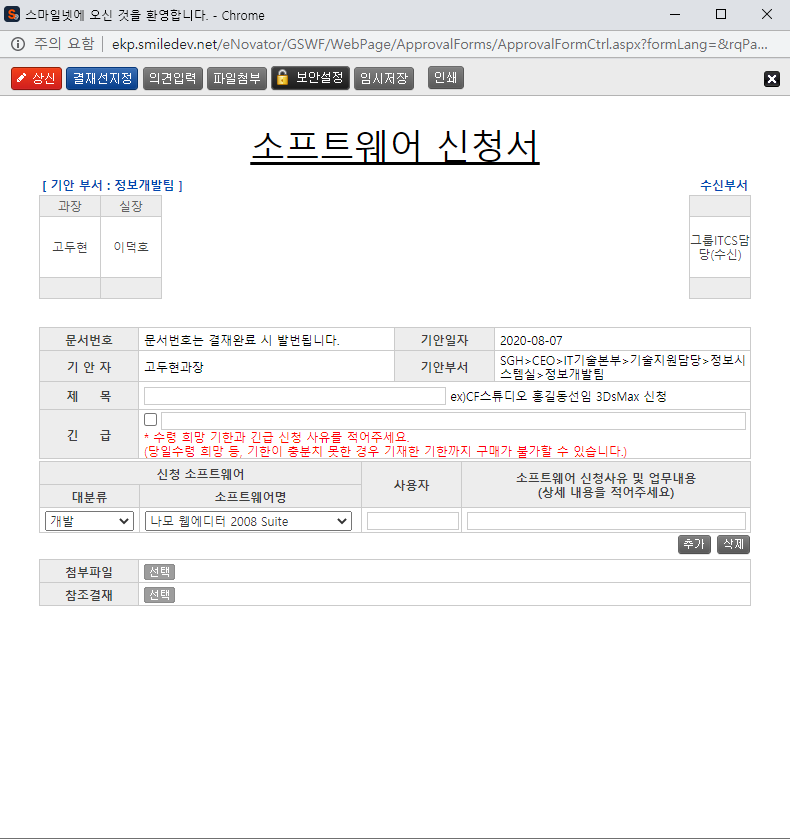 스마일넷에 오신 것을 환영합니다. - Chrome
주의 요함 | ekp.smiledev.net/eNovator/GSWF/WebPage/ApprovalForms/ApprovalFormCtrl.aspx?formLang=&rqPa...
상신 결재선지정 의견입력 파일첨부 보안설정 임시저장 인쇄
소프트웨어 신청서
[ 기안 부서 : 정보개발팀 ] 수신부서
과장 실장
고두현 이덕호 그룹ITCS담
당(수신)
문서번호 문서번호는 결재완료 시 발번됩니다. 기안일자 2020-08-07
기 안 자 고두현과장 기안부서 SGH>CEO>IT기술본부>기술지원담당>정보시
스템실>정보개발팀
제 목 ex)CF스튜디오 홍길동선임 3DsMax 신청
긴 급
* 수령 희망 기한과 긴급 신청 사유를 적어주세요.
(당일수령 희망 등, 기한이 충분치 못한 경우 기재한 기한까지 구매가 불가할 수 있습니다.)
신청 소프트웨어 사용자 소프트웨어 신청사유 및 업무내용
(상세 내용을 적어주세요)
대분류 소프트웨어명
개발 나모 웹에디터 2008 Suite
추가 삭제
첨부파일 선택
참조결재 선택